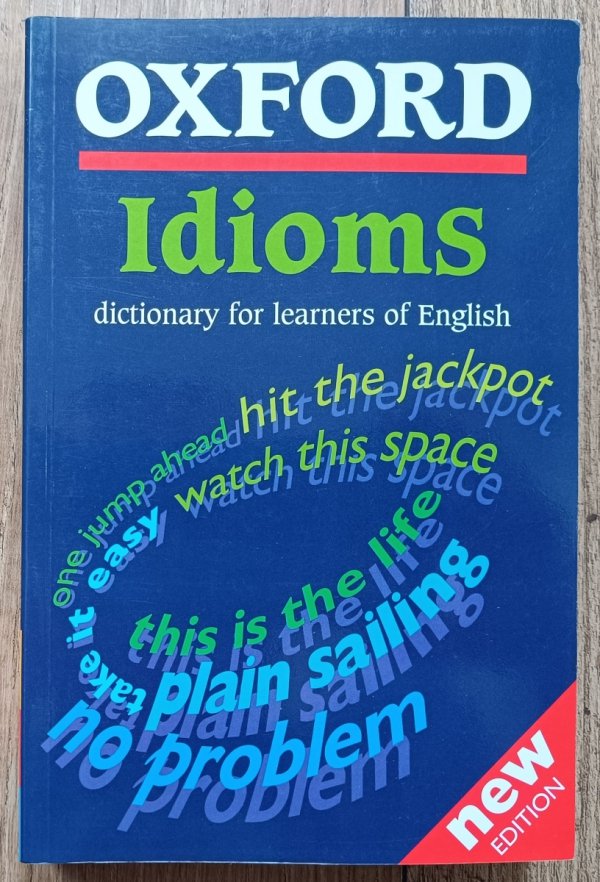 OXFORD
Idioms
dictionary for learners of English
one jump ahead hit the jackpot
take it easy watch this space
this is the life
plain sailing
no problem
new
EDITION